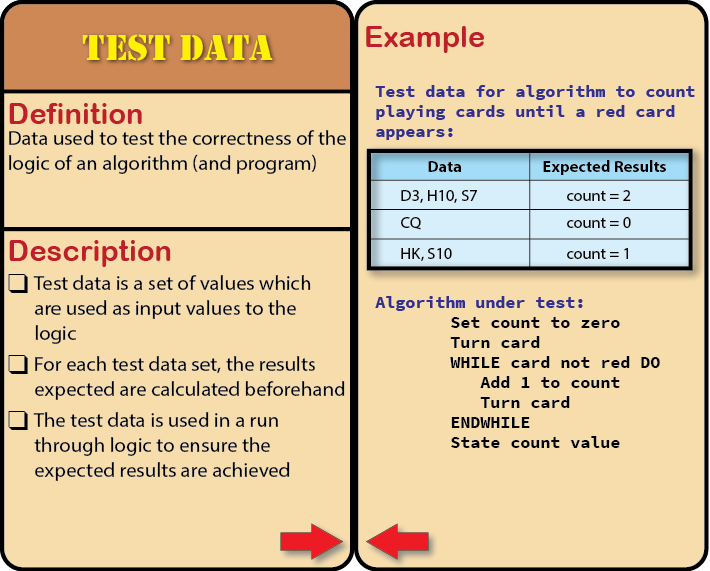 TEST DATA
Definition
Data used to test the correctness of the
logic of an algorithm (and program)
Description
Test data is a set of values which
are used as input values to the
logic
For each test data set, the results
expected are calculated beforehand
The test data is used in a run
through logic to ensure the
expected results are achieved
Example
Test data for algorithm to count
playing cards until a red card
appears:
Data Expected Results
D3, H10, S7 count = 2
CQ count = 0
HK, S10 count = 1
Algorithm under test:
Set count to zero
Turn card
WHILE card not red DO
Add 1 to count
Turn card
ENDWHILE
State count value